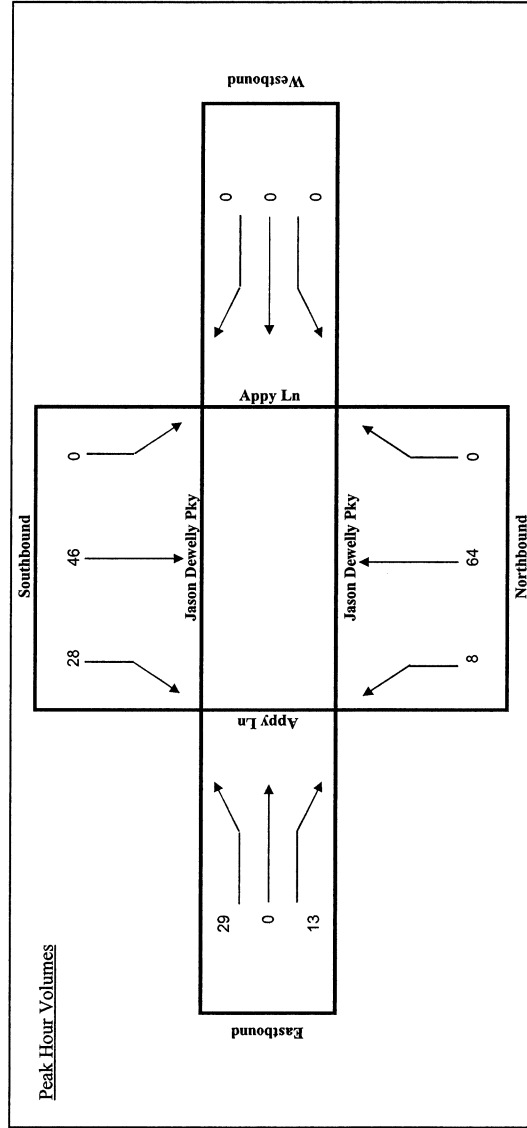 Peak Hour Volumes
Southbound
28
46
0
Jason Dewelly Pky
Eastbound
29
0
13
Appy Ln
Appy Ln
0
0
0
Westbound
Jason Dewelly Pky
8
64
0
Northbound